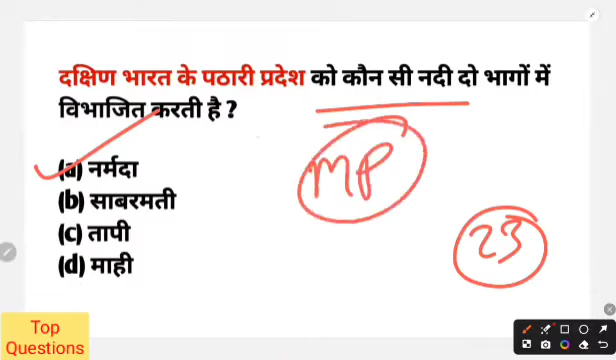 दक्षिण भारत के पठारी प्रदेश को कौन सी नदी दो भागों में
विभाजित करती है ?
MP
(a) नर्मदा
(b) साबरमती
23
(c) तापी
(d) माही
Top
Questions